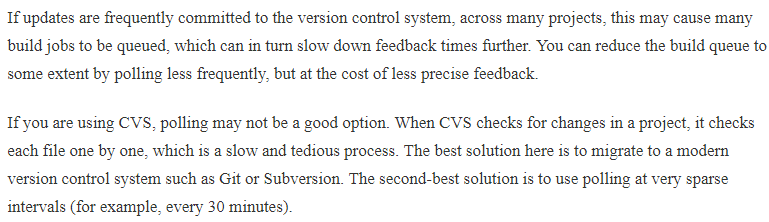 If updates are frequently committed to the version control system, across many projects, this may cause many
build jobs to be queued, which can in turn slow down feedback times further. You can reduce the build queue to
some extent by polling less frequently, but at the cost of less precise feedback.
If you are using CVS, polling may not be a good option. When CVS checks for changes in a project, it checks
each file one by one, which is a slow and tedious process. The best solution here is to migrate to a modern
version control system such as Git or Subversion. The second-best solution is to use polling at very sparse
intervals (for example, every 30 minutes).